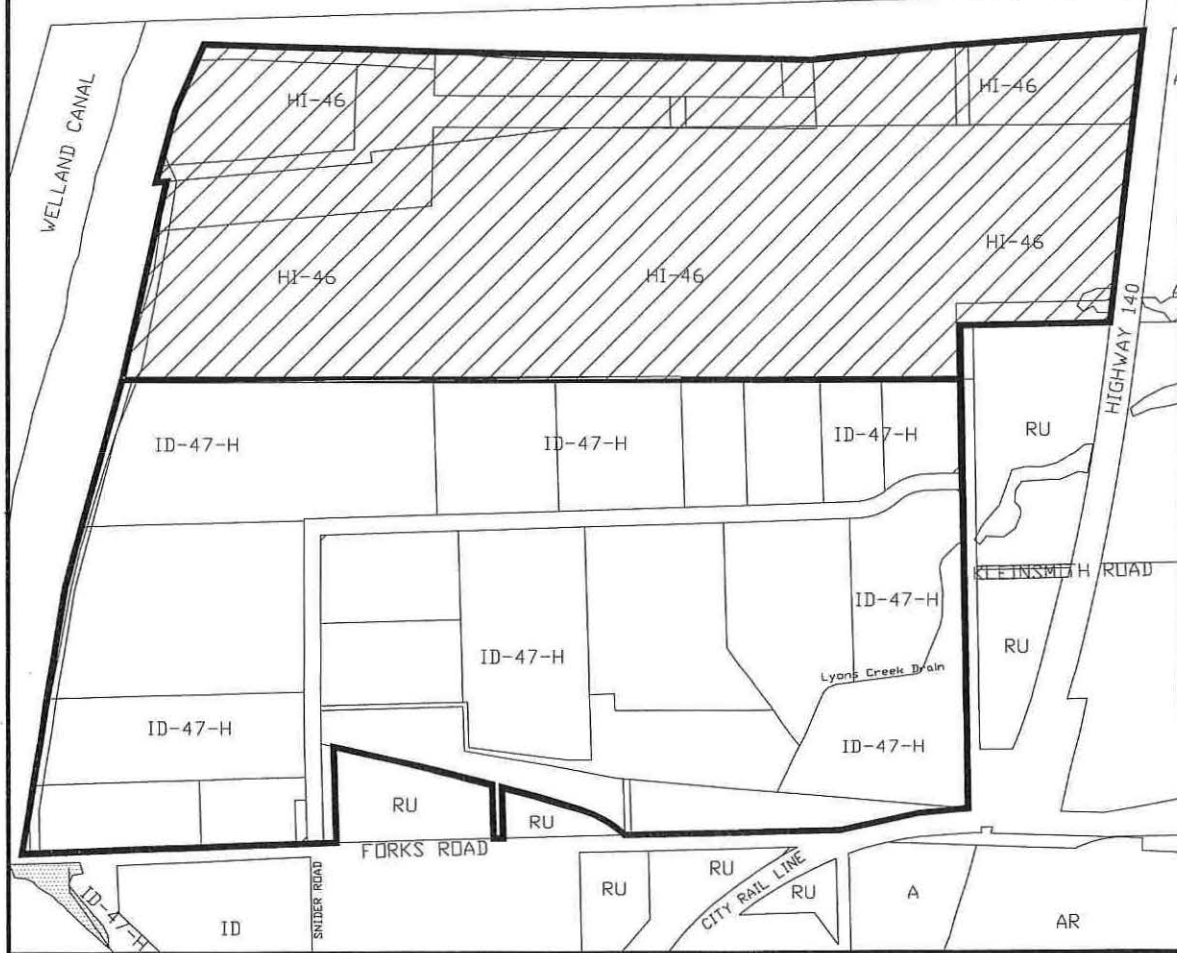 WELLAND CANAL
HI-46
HI-46
HI-46
HI-46
HI-46
HIGHWAY 140
ID-47-H
ID-47-H
ID-47-H
RU
KLEINSMITH ROAD
ID-47-H
ID-47-H
RU
Lyons Creek Drain
ID-47-H
ID-47-H
RU
RU
FORKS ROAD
SNIDER ROAD
ID-47-H
ID
RU
RU
CITY RAIL LINE
RU
A
AR